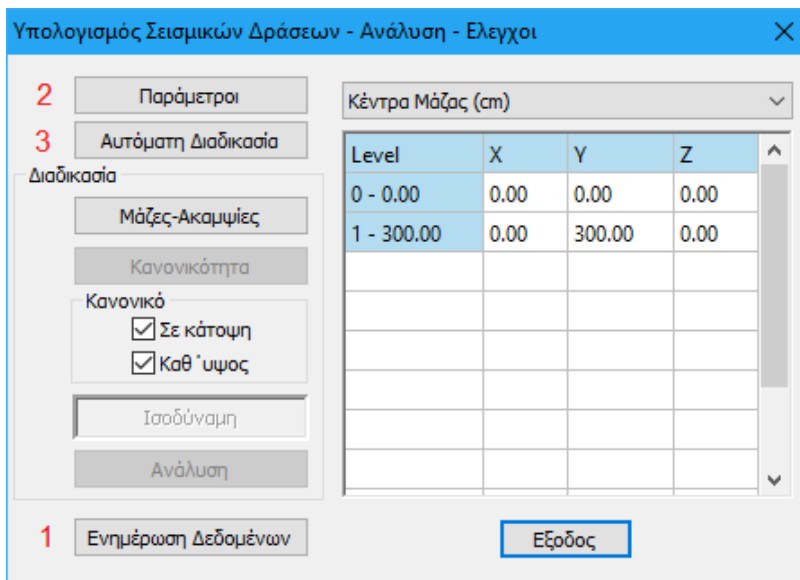 Υπολογισμός Σεισμικών Δράσεων - Ανάλυση - Ελεγχοι
2 Παράμετροι
3 Αυτόματη Διαδικασία
Διαδικασία
Μάζες-Ακαμψίες
Κανονικότητα
Κανονικό
Σε κάτοψη
Καθ ΄υψος
Ισοδύναμη
Ανάλυση
1 Ενημέρωση Δεδομένων
Κέντρα Μάζας (cm)
Level X Y Z
0 - 0.00 0.00 0.00 0.00
1 - 300.00 0.00 300.00 0.00
Εξοδος